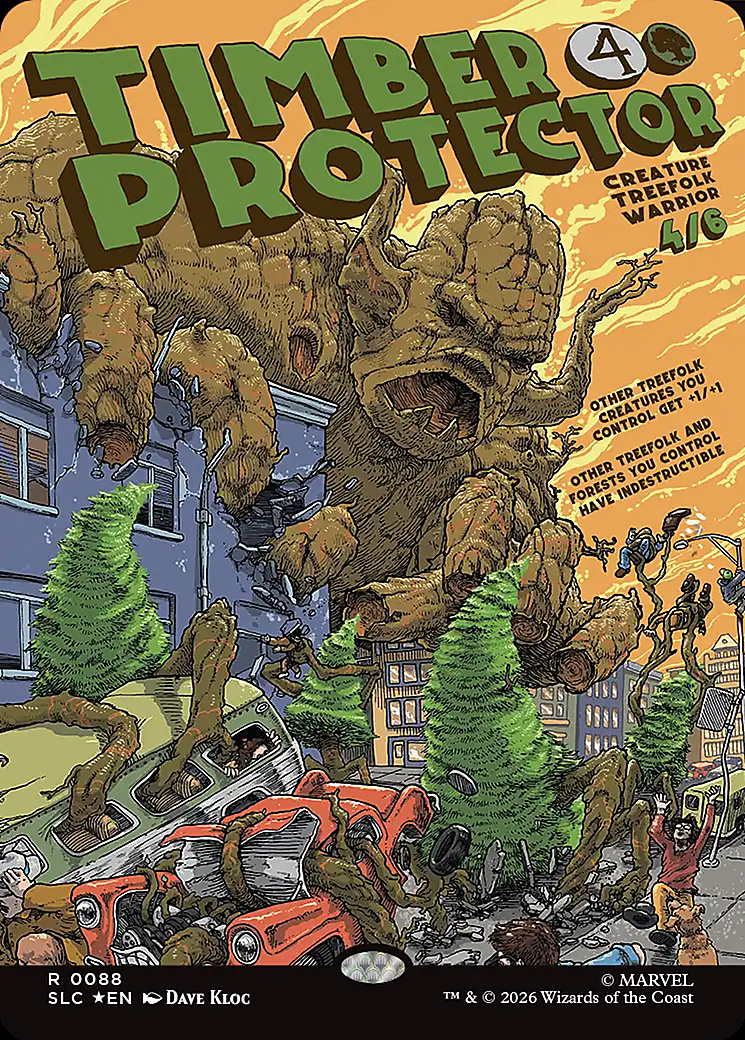 TIMBER 4
PROTECTOR
CREATURE
TREEFOLK
WARRIOR
4/6
OTHER TREEFOLK
CREATURES YOU
CONTROL GET +1/+1
OTHER TREEFOLK AND
FORESTS YOU CONTROL
HAVE INDESTRUCTIBLE
R 0088
SLC ★ EN DAVE KLOC
© MARVEL
™ & © 2026 Wizards of the Coast